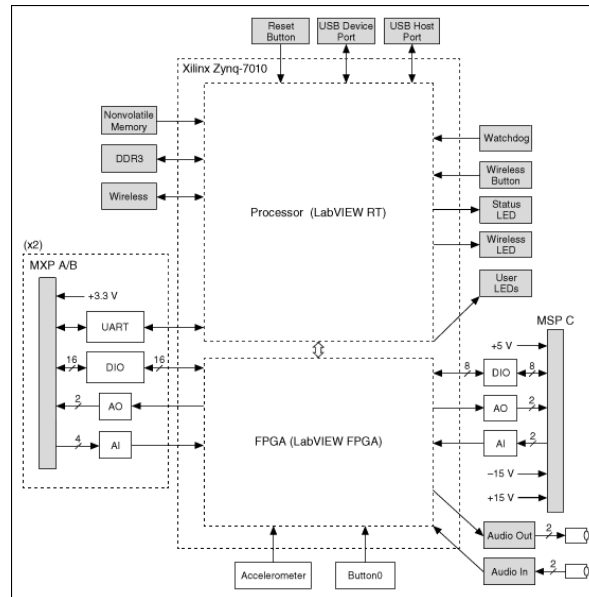 Reset
Button
USB Device
Port
USB Host
Port
Xilinx Zynq-7010
Nonvolatile
Memory
DDR3
Wireless
Processor (LabVIEW RT)
Watchdog
Wireless
Button
Status
LED
Wireless
LED
User
LEDs
(x2)
MXP A/B
+3.3 V
UART
16
DIO
16
2
AO
4
AI
FPGA (LabVIEW FPGA)
MSP C
+5 V
8
DIO
8
AO
2
AI
2
–15 V
+15 V
Audio Out
2
Audio In
2
Accelerometer
Button0